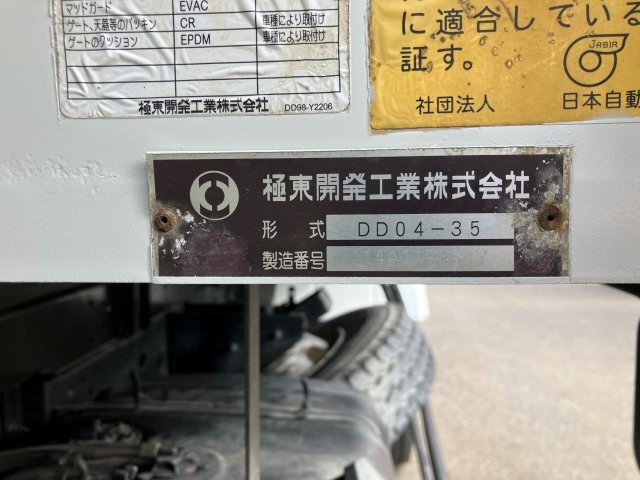 マッドガード EVAC
ゲート、天蓋等のパッキン CR 車種により取付け
ゲートのクッション EPDM 車種により取付け
極東開発工業株式会社 DD98-Y2206
に適合している
証す。
JABIA
社団法人 日本自動
極東開発工業株式会社
形式 DD04-35
製造番号